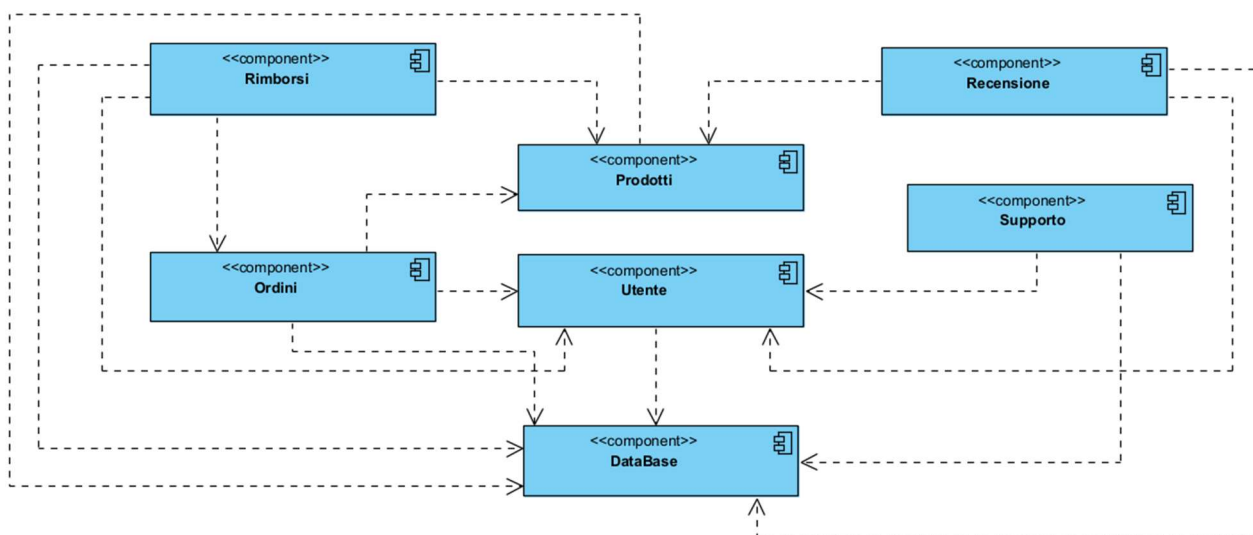 <<component>>
Rimborsi
<<component>>
Recensione
<<component>>
Prodotti
<<component>>
Supporto
<<component>>
Ordini
<<component>>
Utente
<<component>>
DataBase